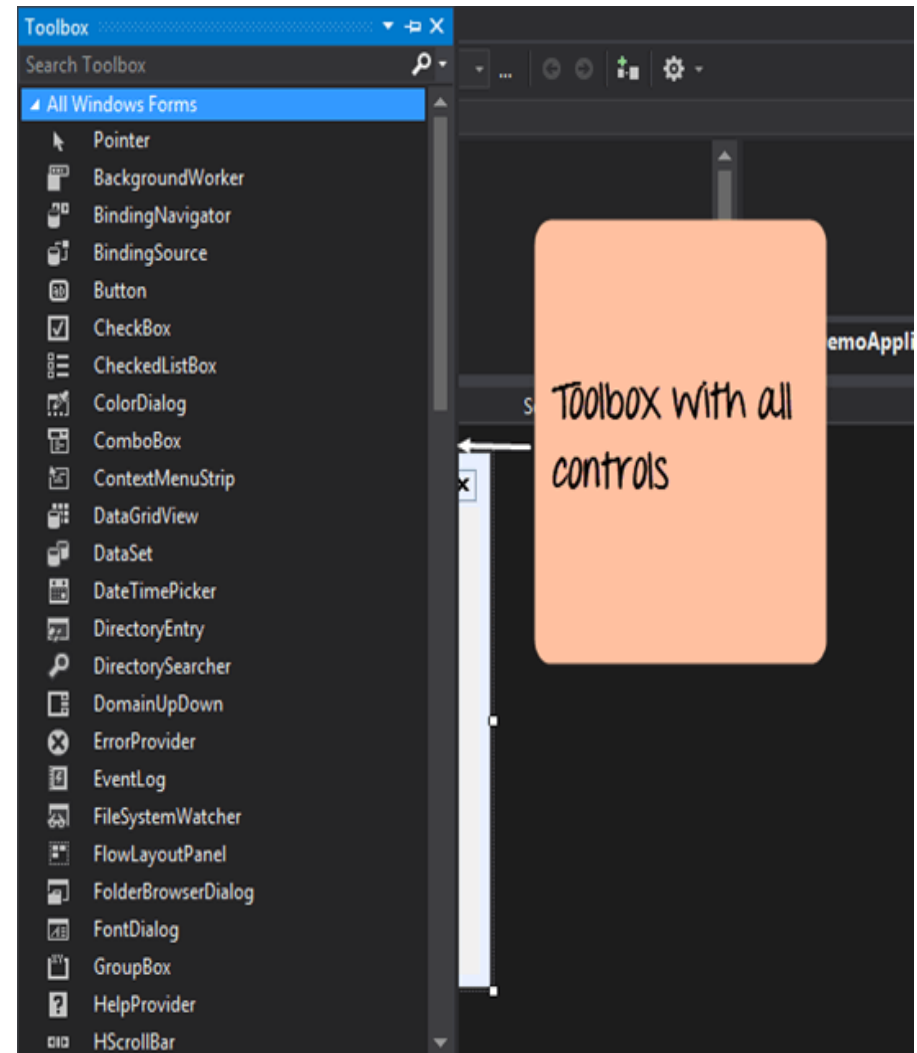 Toolbox
Search Toolbox
All Windows Forms
Pointer
BackgroundWorker
BindingNavigator
BindingSource
Button
CheckBox
CheckedListBox
ColorDialog
ComboBox
ContextMenuStrip
DataGridView
DataSet
DateTimePicker
DirectoryEntry
DirectorySearcher
DomainUpDown
ErrorProvider
EventLog
FileSystemWatcher
FlowLayoutPanel
FolderBrowserDialog
FontDialog
GroupBox
HelpProvider
HScrollBar
...
emoAppli
Toolbox with all
controls